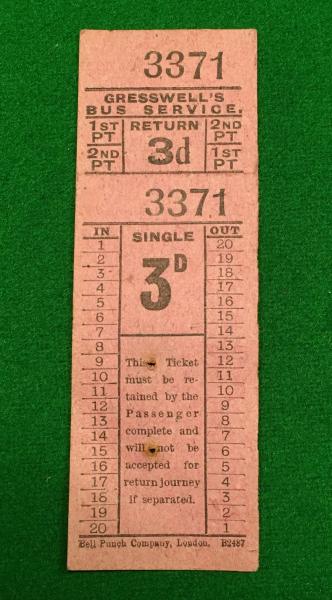 3371
GRESSWELL'S
BUS SERVICE.
1ST PT RETURN 2ND PT
2ND PT 3d 1ST PT
3371
IN SINGLE OUT
3D
1 20
2 19
3 18
4 17
5 16
6 15
7 14
8 13
9 This Ticket 12
10 must be re- 11
11 tained by the 10
12 Passenger 9
13 complete and 8
14 will not be 7
15 accepted for 6
16 return journey 5
17 if separated. 4
18 3
19 2
20 1
Bell Punch Company, London. B2487